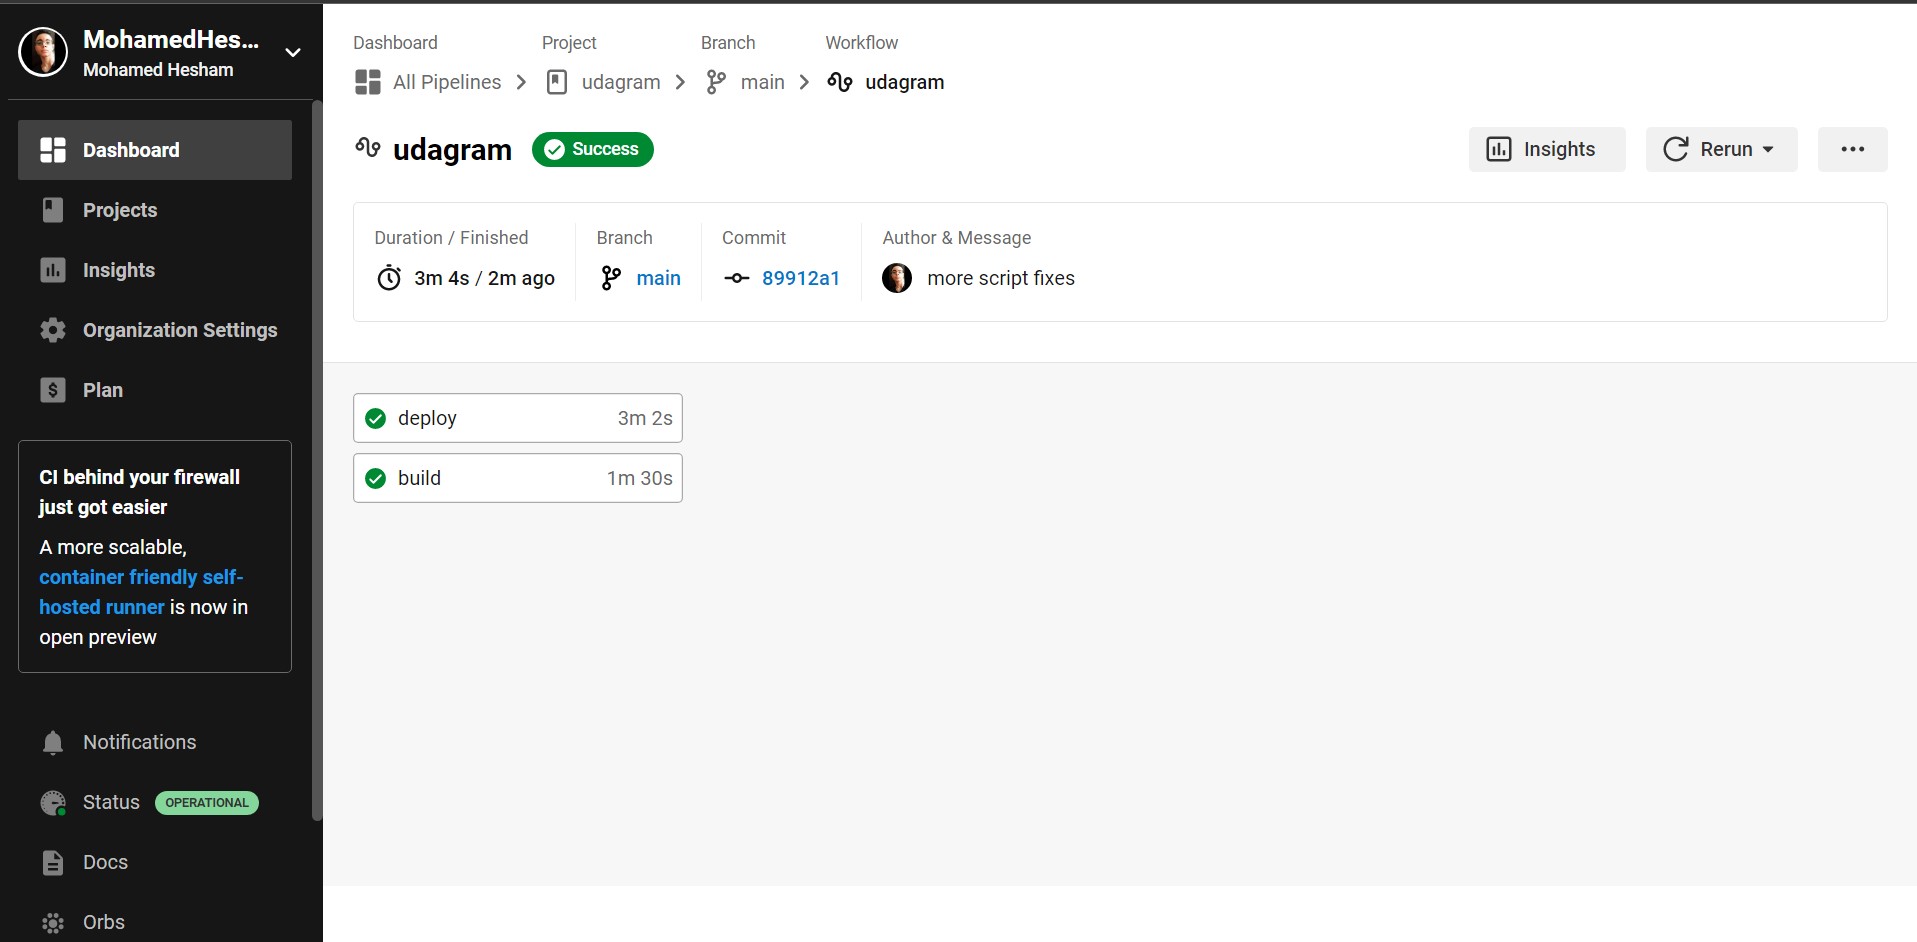 MohamedHes...
Mohamed Hesham
Dashboard
Projects
Insights
Organization Settings
Plan
CI behind your firewall
just got easier
A more scalable,
container friendly self-
hosted runner is now in
open preview
Notifications
Status OPERATIONAL
Docs
Orbs
Dashboard Project Branch Workflow
All Pipelines udagram main udagram
udagram Success Insights Rerun
Duration / Finished Branch Commit Author & Message
3m 4s / 2m ago main 89912a1 more script fixes
deploy 3m 2s
build 1m 30s